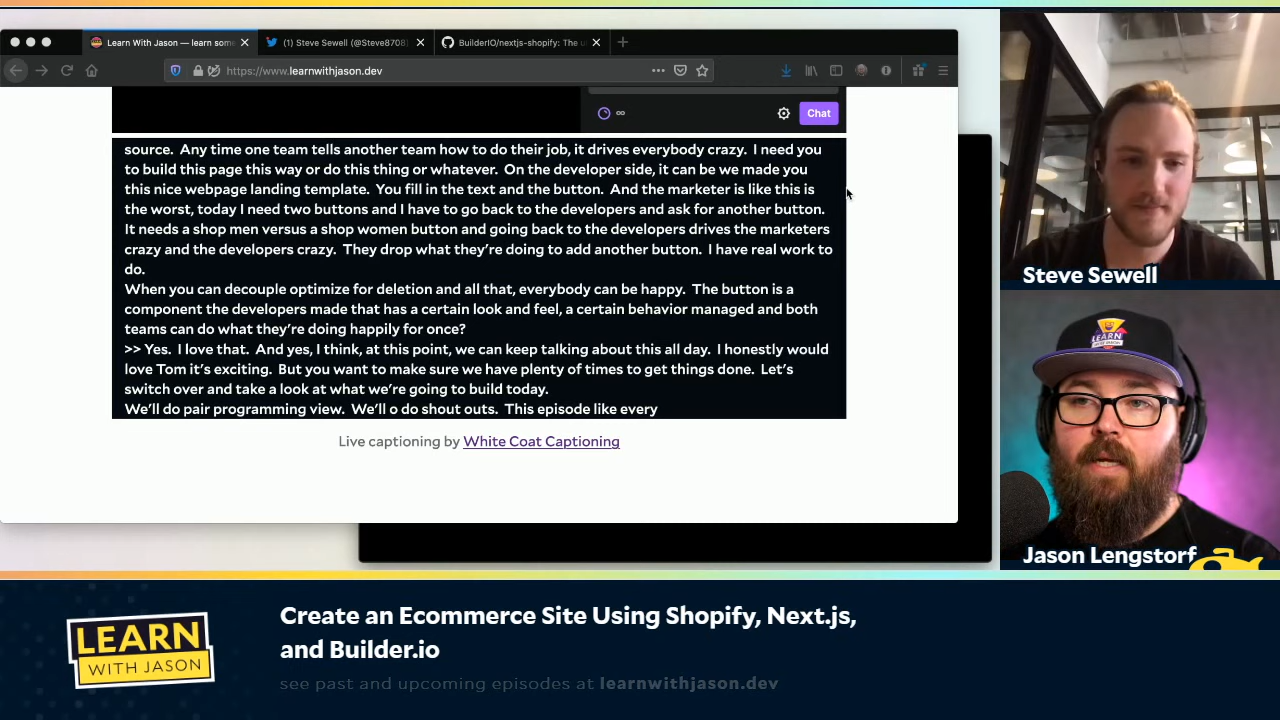 Learn With Jason — learn some
(1) Steve Sewell (@Steve8708)
BuilderIO/nextjs-shopify: The u
https://www.learnwithjason.dev
Chat
source. Any time one team tells another team how to do their job, it drives everybody crazy. I need you
to build this page this way or do this thing or whatever. On the developer side, it can be we made you
this nice webpage landing template. You fill in the text and the button. And the marketer is like this is
the worst, today I need two buttons and I have to go back to the developers and ask for another button.
It needs a shop men versus a shop women button and going back to the developers drives the marketers
crazy and the developers crazy. They drop what they're doing to add another button. I have real work to
do.
When you can decouple optimize for deletion and all that, everybody can be happy. The button is a
component the developers made that has a certain look and feel, a certain behavior managed and both
teams can do what they're doing happily for once?
>> Yes. I love that. And yes, I think, at this point, we can keep talking about this all day. I honestly would
love Tom it's exciting. But you want to make sure we have plenty of times to get things done. Let's
switch over and take a look at what we're going to build today.
We'll do pair programming view. We'll o do shout outs. This episode like every
Live captioning by White Coat Captioning
Steve Sewell
LEARN
Jason Lengstorf
LEARN
WITH JASON
Create an Ecommerce Site Using Shopify, Next.js,
and Builder.io
see past and upcoming episodes at learnwithjason.dev